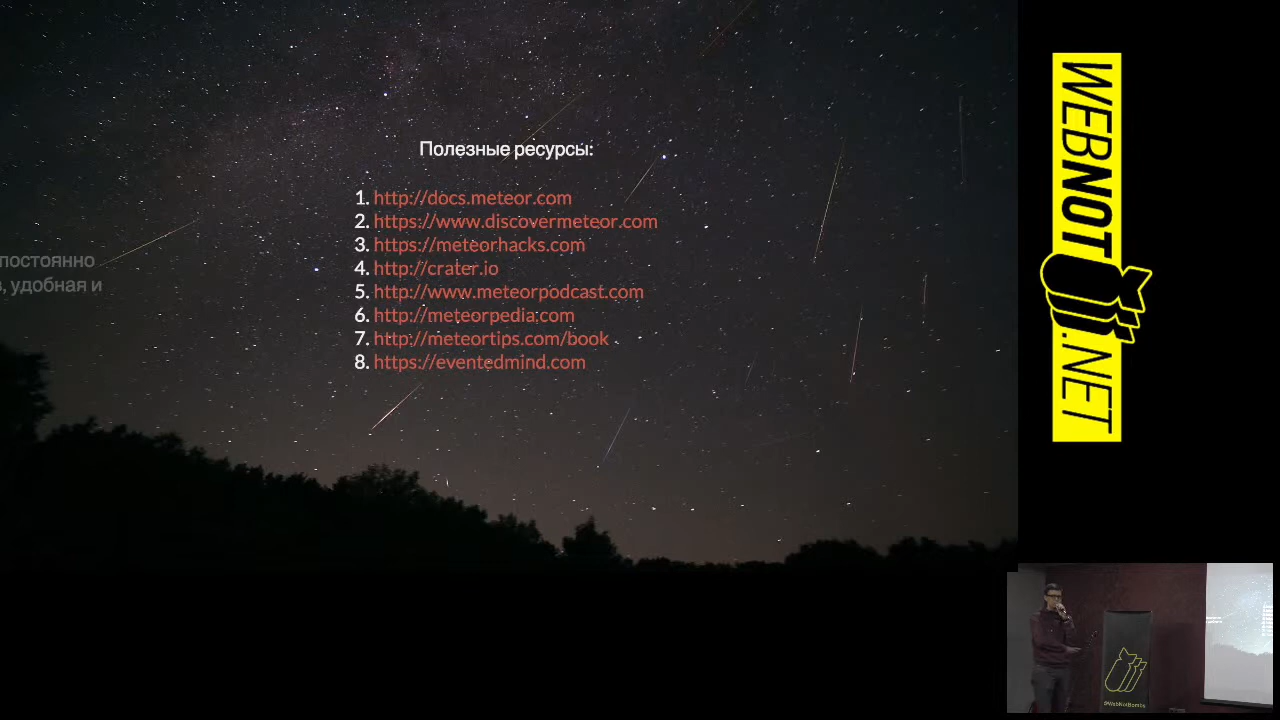 Полезные ресурсы:
1. http://docs.meteor.com
2. https://www.discovermeteor.com
3. https://meteorhacks.com
4. http://crater.io
5. http://www.meteorpodcast.com
6. http://meteorpedia.com
7. http://meteortips.com/book
8. https://eventedmind.com
постоянно
, удобная и
WEBNOT
.NET
#WebNotBombs